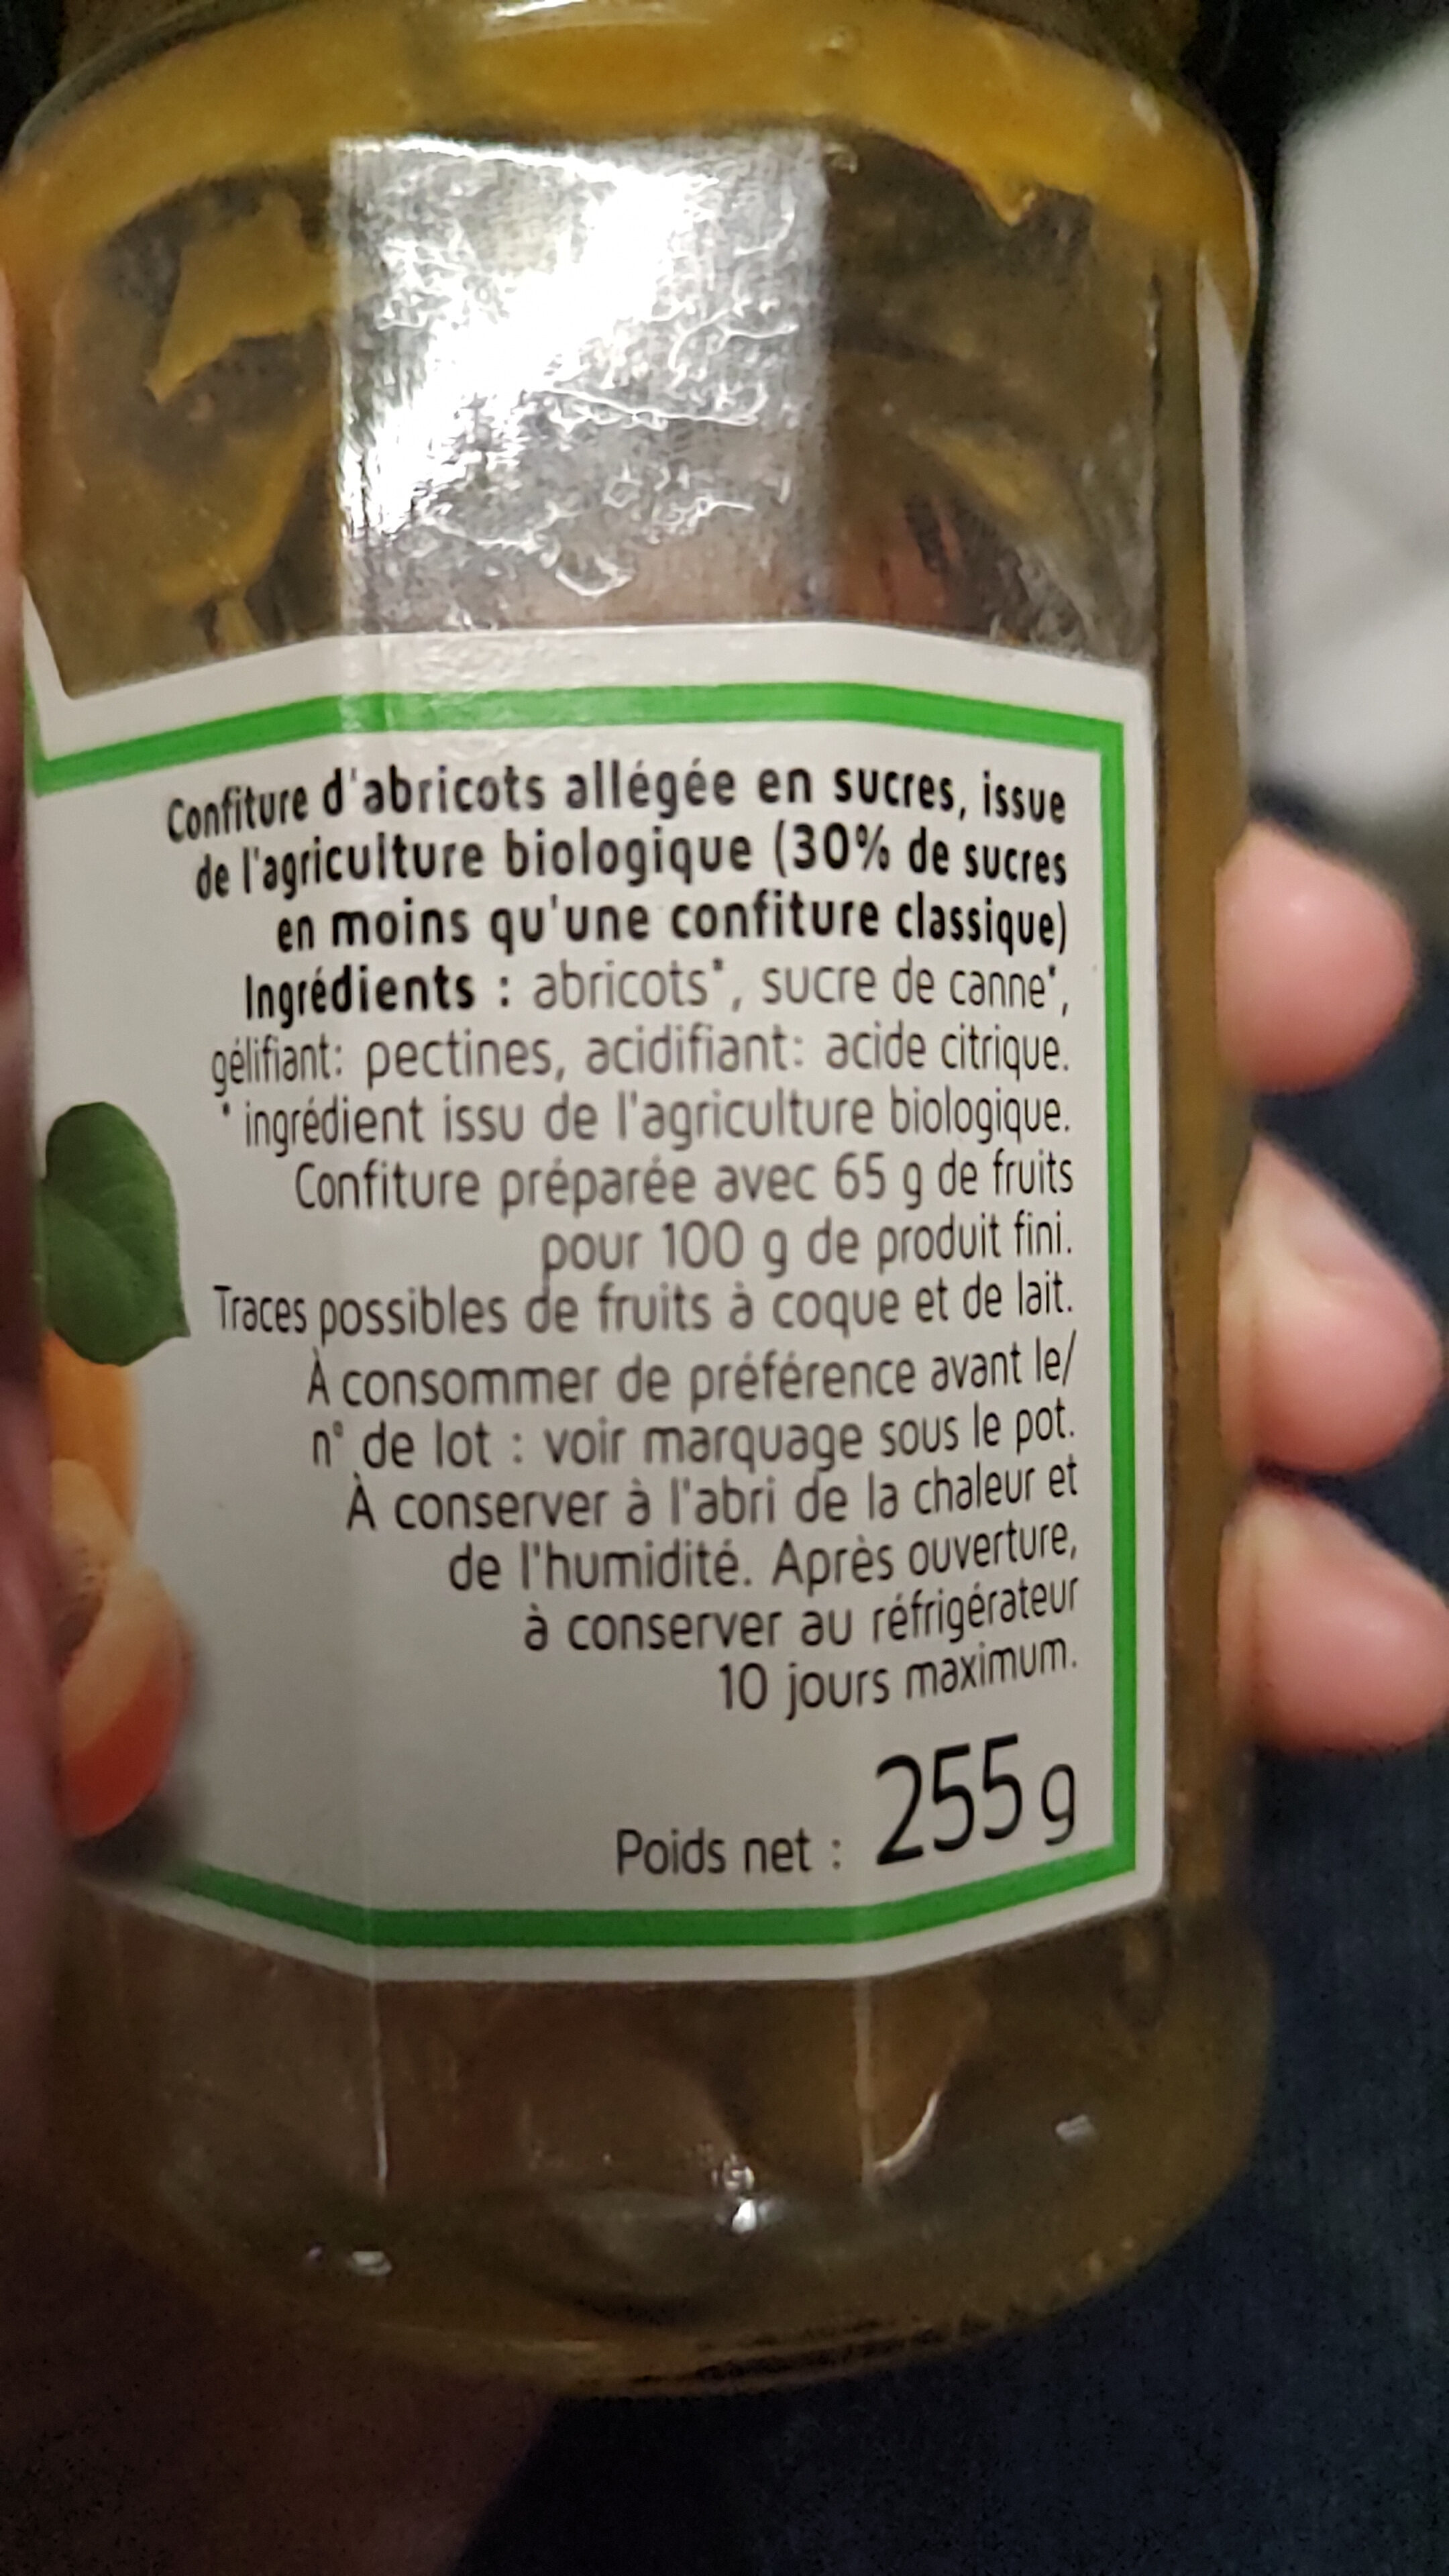 Confiture d'abricots allégée en sucres, issue
de l'agriculture biologique (30% de sucres
en moins qu'une confiture classique)
Ingrédients : abricots*, sucre de canne*,
gélifiant: pectines, acidifiant: acide citrique.
* ingrédient issu de l'agriculture biologique.
Confiture préparée avec 65 g de fruits
pour 100 g de produit fini.
Traces possibles de fruits à coque et de lait.
À consommer de préférence avant le/
n° de lot : voir marquage sous le pot.
À conserver à l'abri de la chaleur et
de l'humidité. Après ouverture,
à conserver au réfrigérateur
10 jours maximum.
Poids net : 255 g